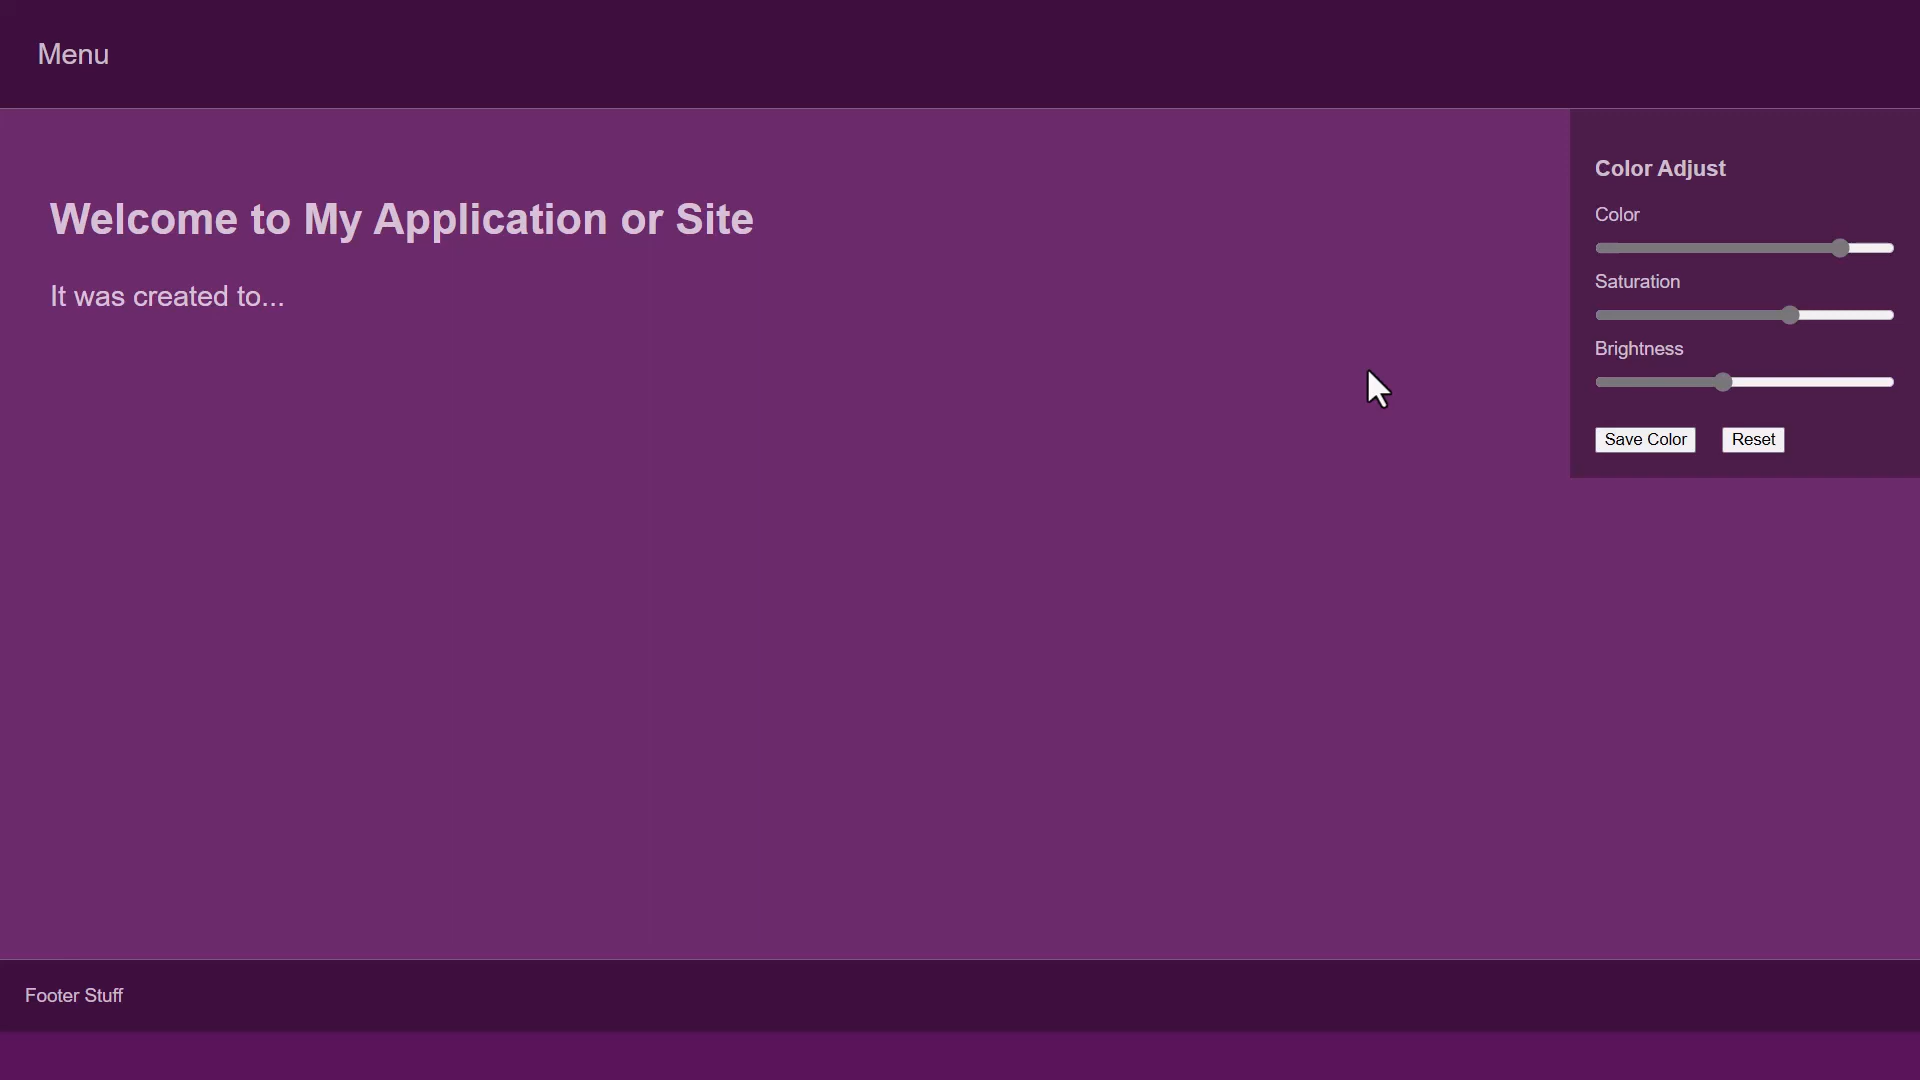 Menu
Welcome to My Application or Site
It was created to...
Color Adjust
Color
Saturation
Brightness
Save Color Reset
Footer Stuff